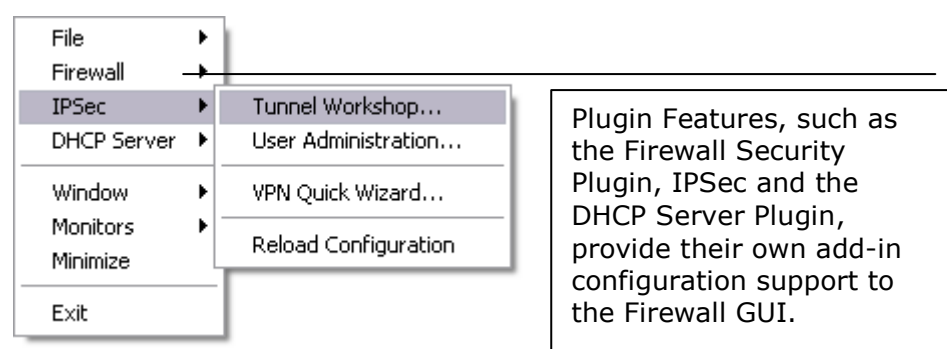 File
Firewall
IPSec
DHCP Server
Window
Monitors
Minimize
Exit
Tunnel Workshop...
User Administration...
VPN Quick Wizard...
Reload Configuration
Plugin Features, such as
the Firewall Security
Plugin, IPSec and the
DHCP Server Plugin,
provide their own add-in
configuration support to
the Firewall GUI.